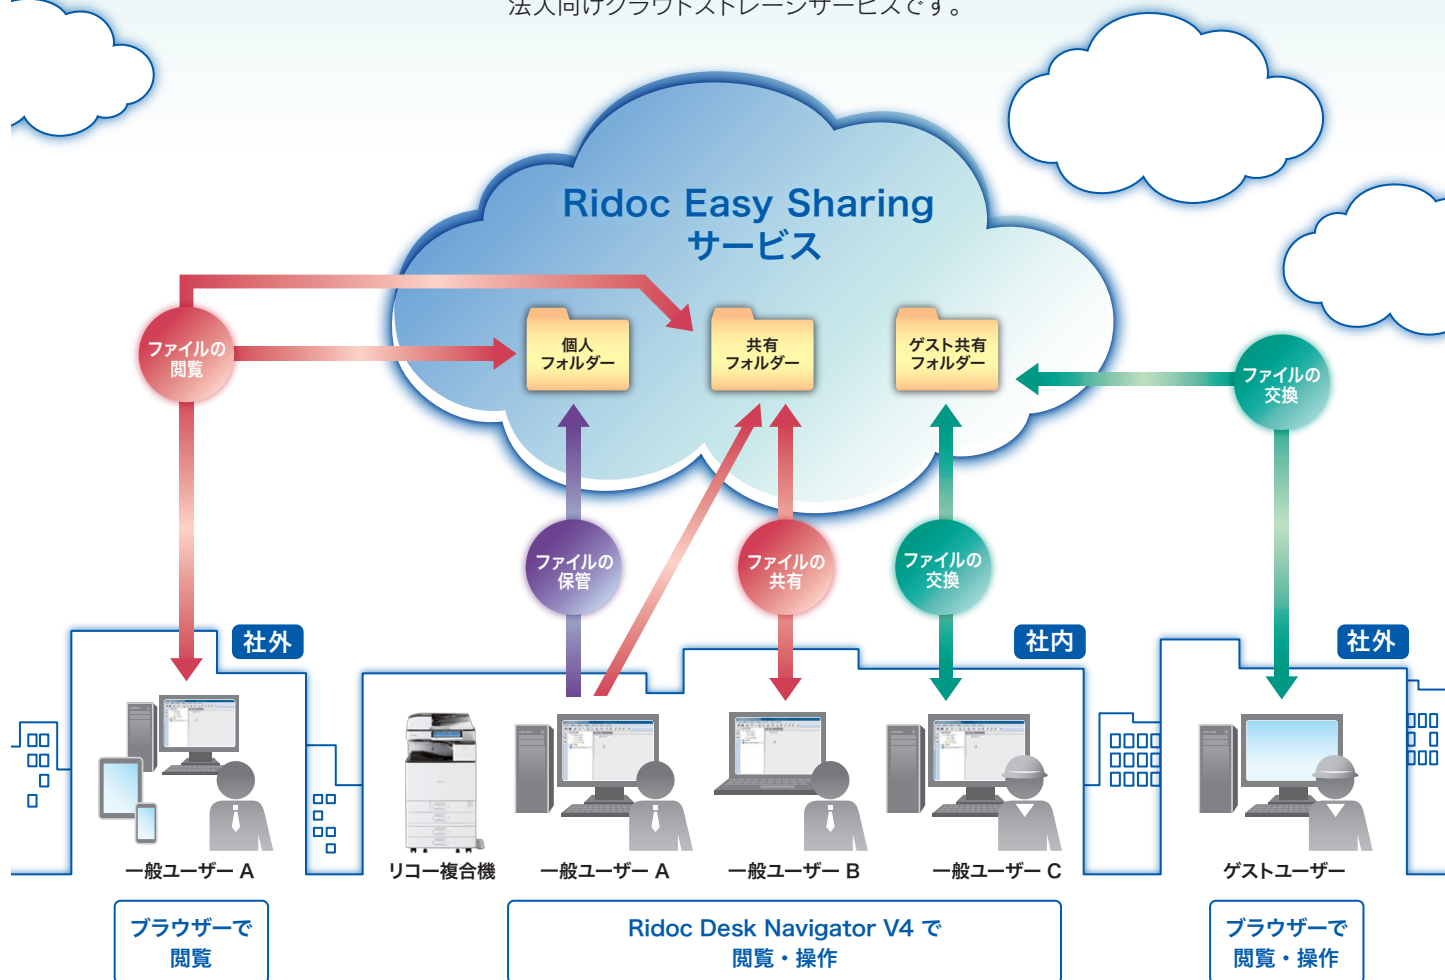 法人向けクラウドストレージサービスです。
Ridoc Easy Sharing
サービス
個人
フォルダー
共有
フォルダー
ゲスト共有
フォルダー
ファイルの
閲覧
ファイルの
交換
ファイルの
保管
ファイルの
共有
ファイルの
交換
社外
社内
社外
一般ユーザー A
リコー複合機
一般ユーザー A
一般ユーザー B
一般ユーザー C
ゲストユーザー
ブラウザーで
閲覧
Ridoc Desk Navigator V4 で
閲覧・操作
ブラウザーで
閲覧・操作